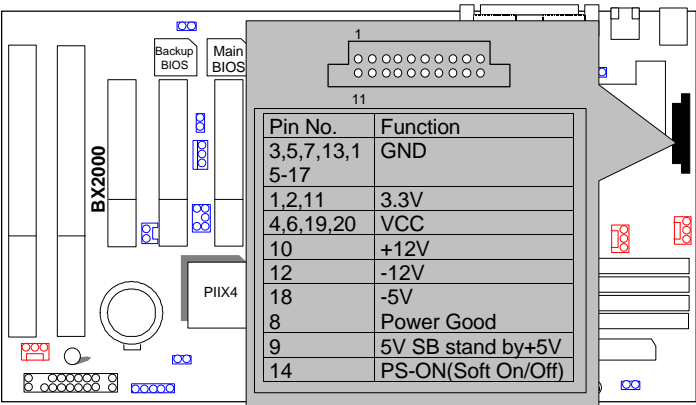 Backup
BIOS
Main
BIOS
BX2000
PIIX4
1
11
Pin No. Function
3,5,7,13,1 GND
5-17
1,2,11 3.3V
4,6,19,20 VCC
10 +12V
12 -12V
18 -5V
8 Power Good
9 5V SB stand by+5V
14 PS-ON(Soft On/Off)